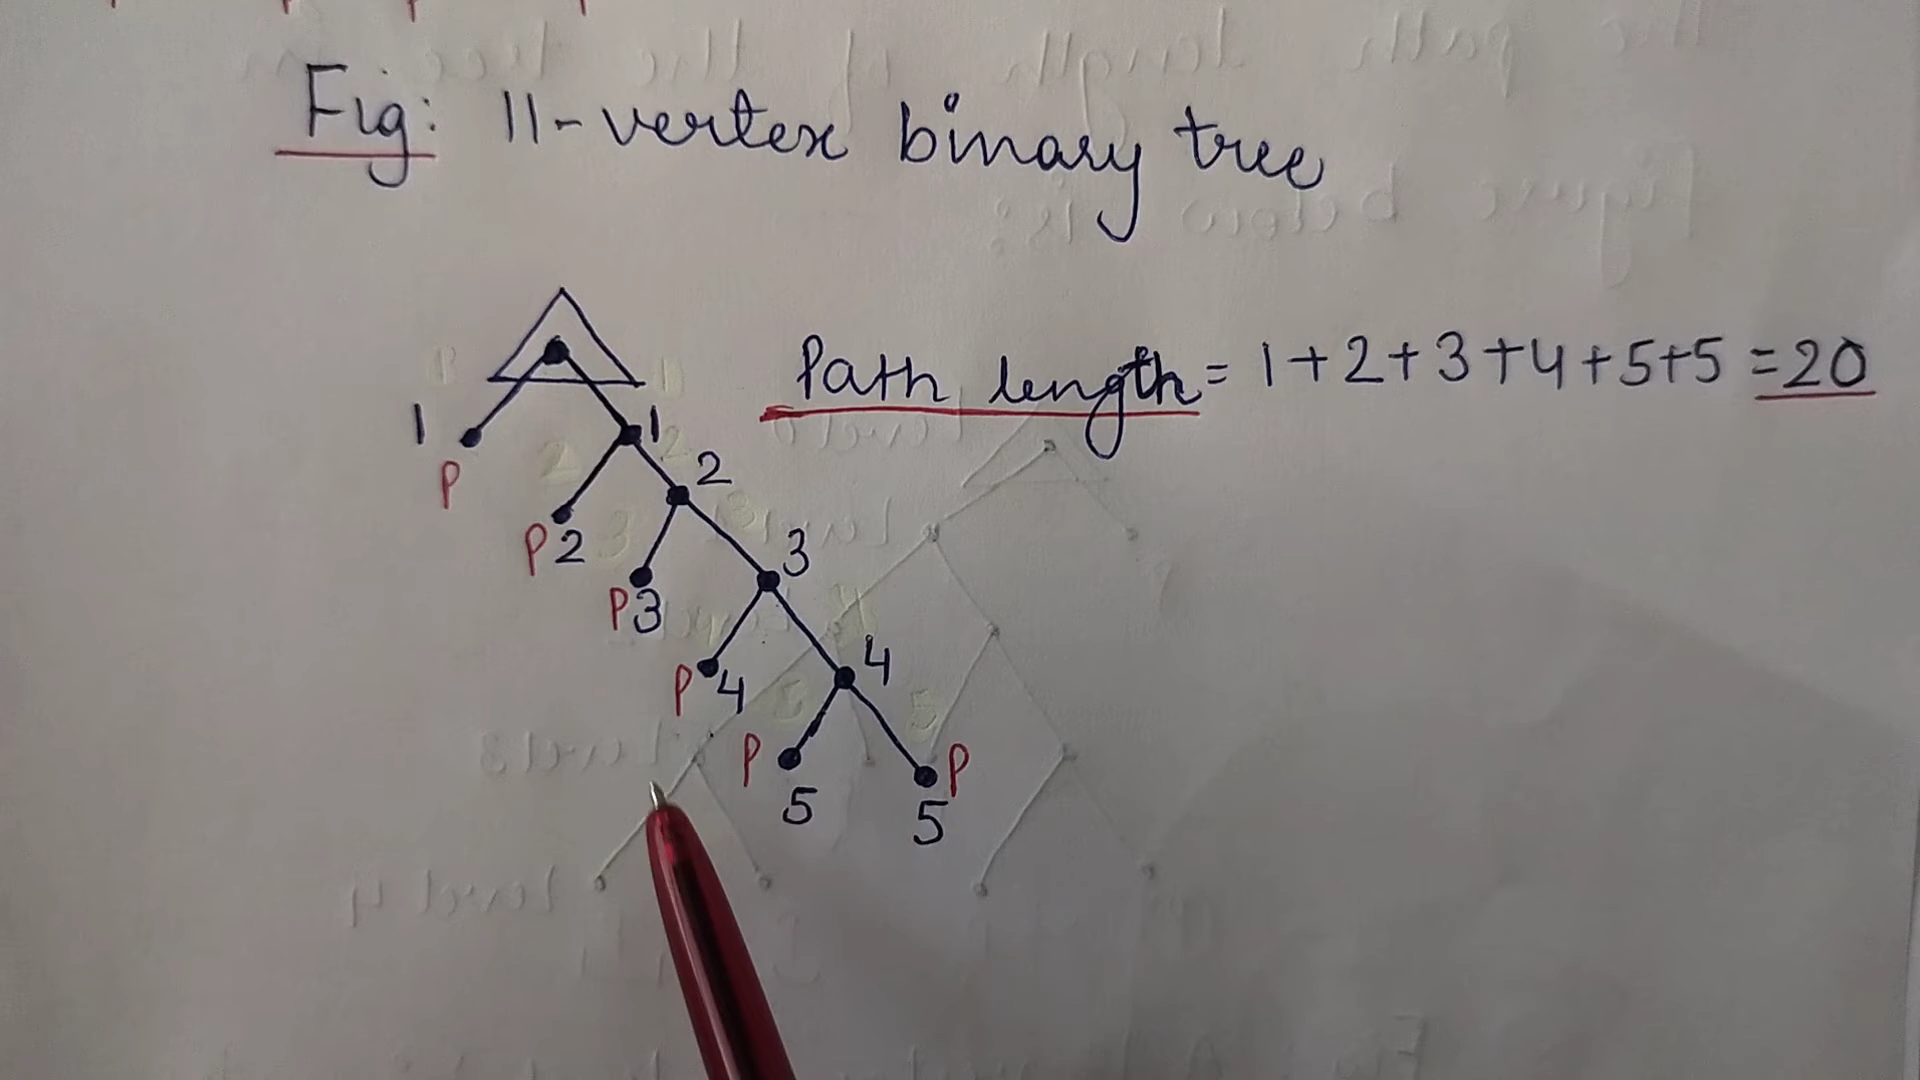 Fig: 11-vertex binary tree
Path length = 1+2+3+4+5+5 = 20
1
P
1
P2
2
P3
3
P4
4
P
5
P
5